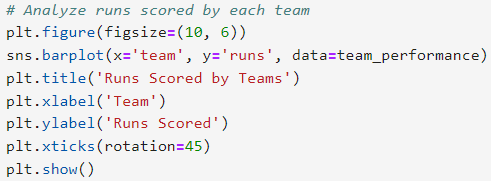 # Analyze runs scored by each team
plt.figure(figsize=(10, 6))
sns.barplot(x='team', y='runs', data=team_performance)
plt.title('Runs Scored by Teams')
plt.xlabel('Team')
plt.ylabel('Runs Scored')
plt.xticks(rotation=45)
plt.show()